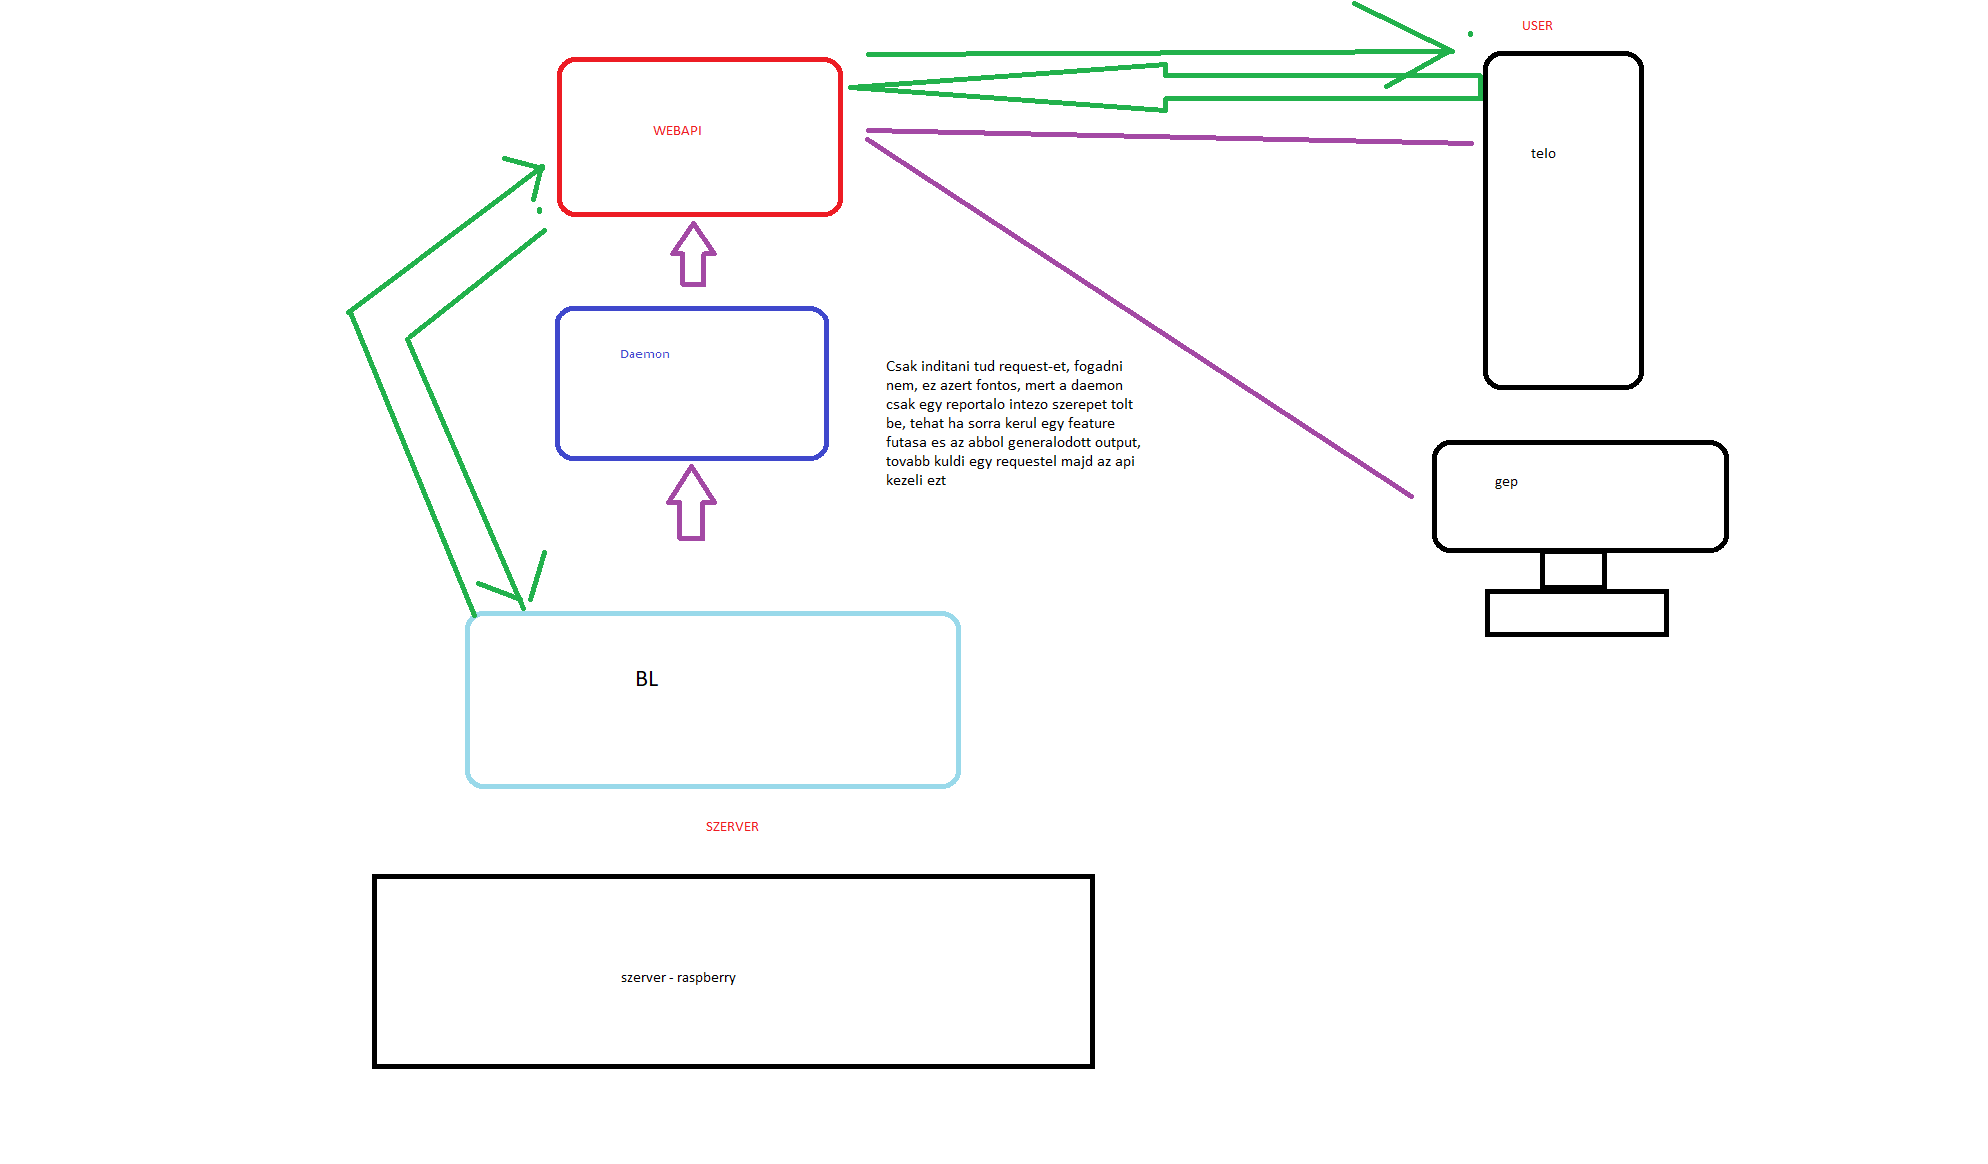 USER
WEBAPI
telo
Daemon
Csak inditani tud request-et, fogadni
nem, ez azert fontos, mert a daemon
csak egy reportalo intezo szerepet tolt
be, tehat ha sorra kerul egy feature
futasa es az abbol generalodott output,
tovabb kuldi egy requestel majd az api
kezeli ezt
gep
BL
SZERVER
szerver - raspberry